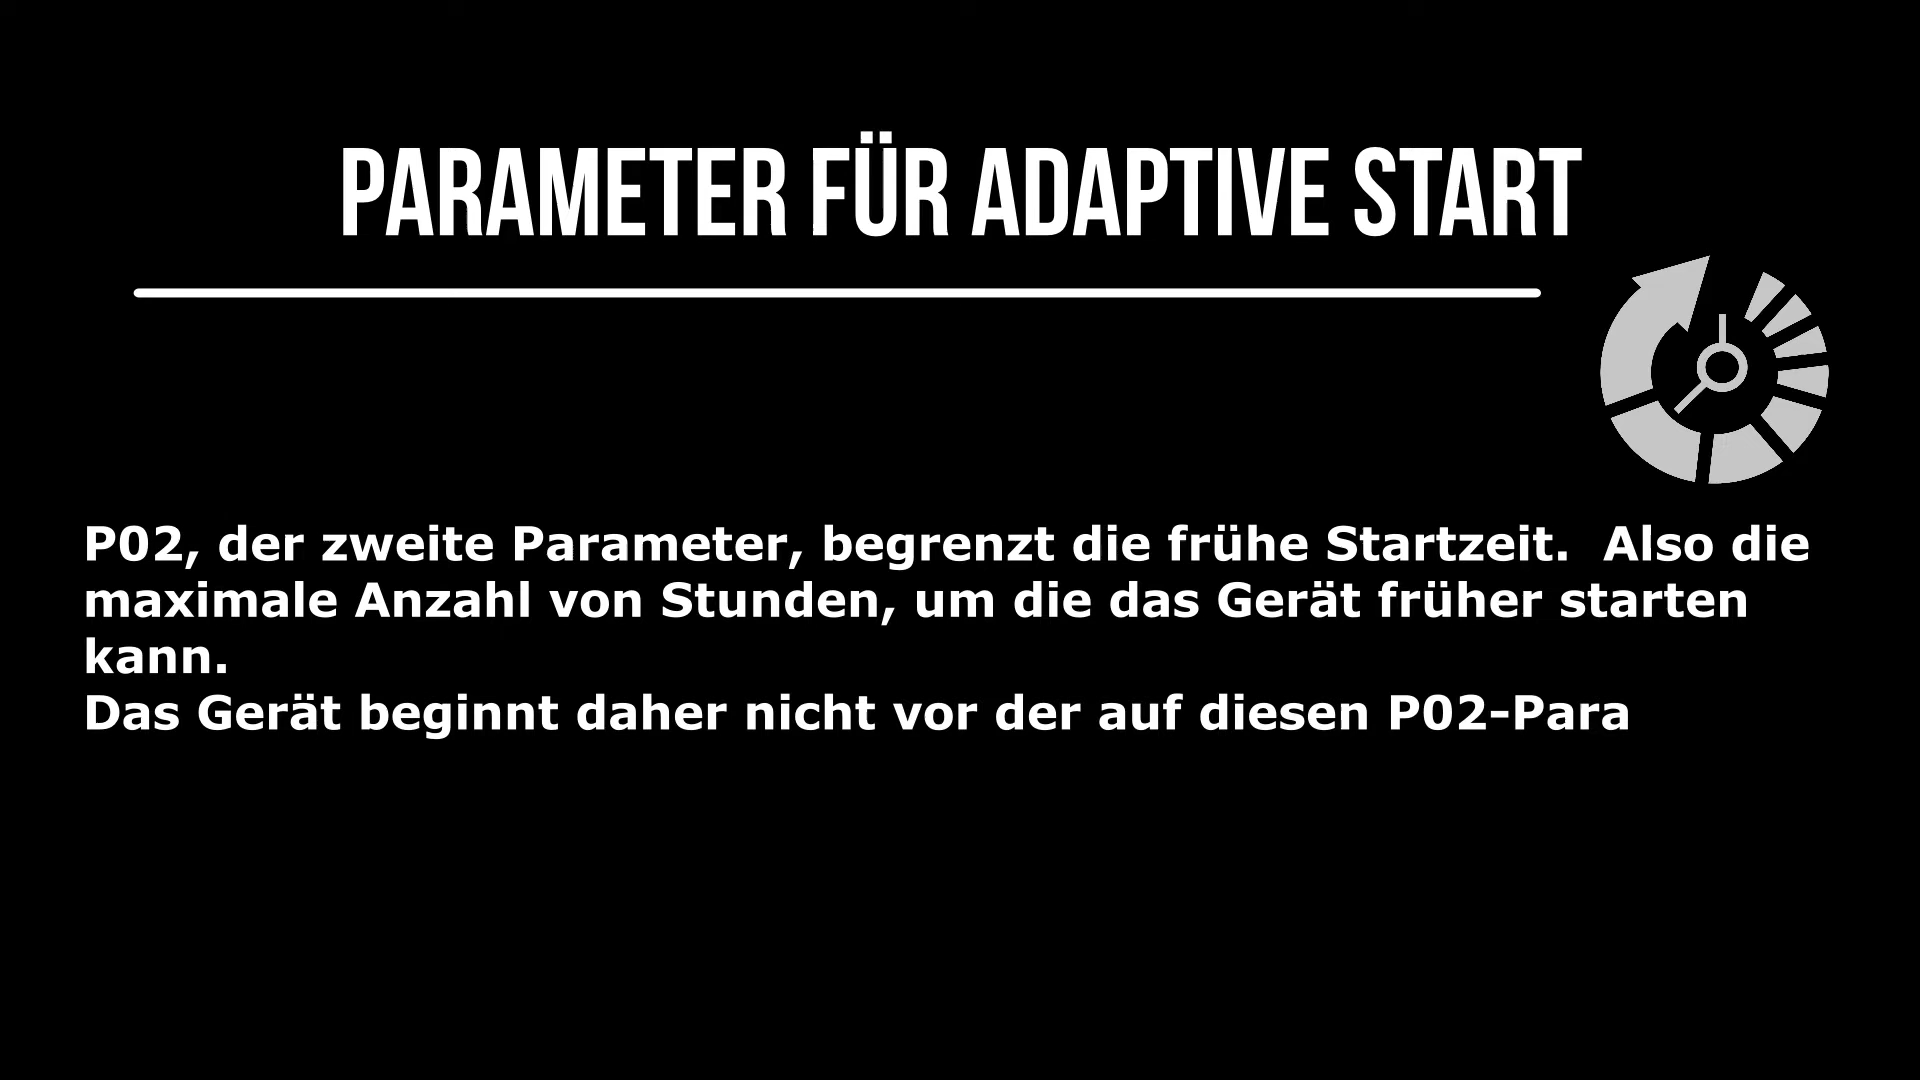 PARAMETER FÜR ADAPTIVE START
P02, der zweite Parameter, begrenzt die frühe Startzeit.  Also die
maximale Anzahl von Stunden, um die das Gerät früher starten
kann.
Das Gerät beginnt daher nicht vor der auf diesen P02-Para